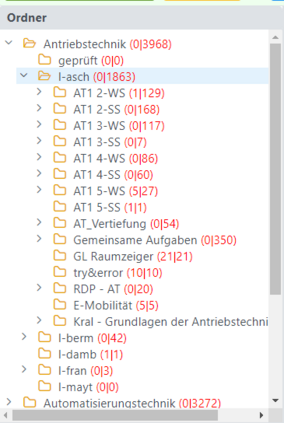 Ordner
Antriebstechnik (0|3968)
geprüft (0|0)
I-asch (0|1863)
AT1 2-WS (1|129)
AT1 2-SS (0|168)
AT1 3-WS (0|117)
AT1 3-SS (0|7)
AT1 4-WS (0|86)
AT1 4-SS (0|60)
AT1 5-WS (5|27)
AT1 5-SS (1|1)
AT_Vertiefung (0|54)
Gemeinsame Aufgaben (0|350)
GL Raumzeiger (21|21)
try&error (10|10)
RDP - AT (0|20)
E-Mobilität (5|5)
Kral - Grundlagen der Antriebstechni
I-berm (0|42)
I-damb (1|1)
I-fran (0|3)
I-mayt (0|0)
Automatisierungstechnik (0|3272)